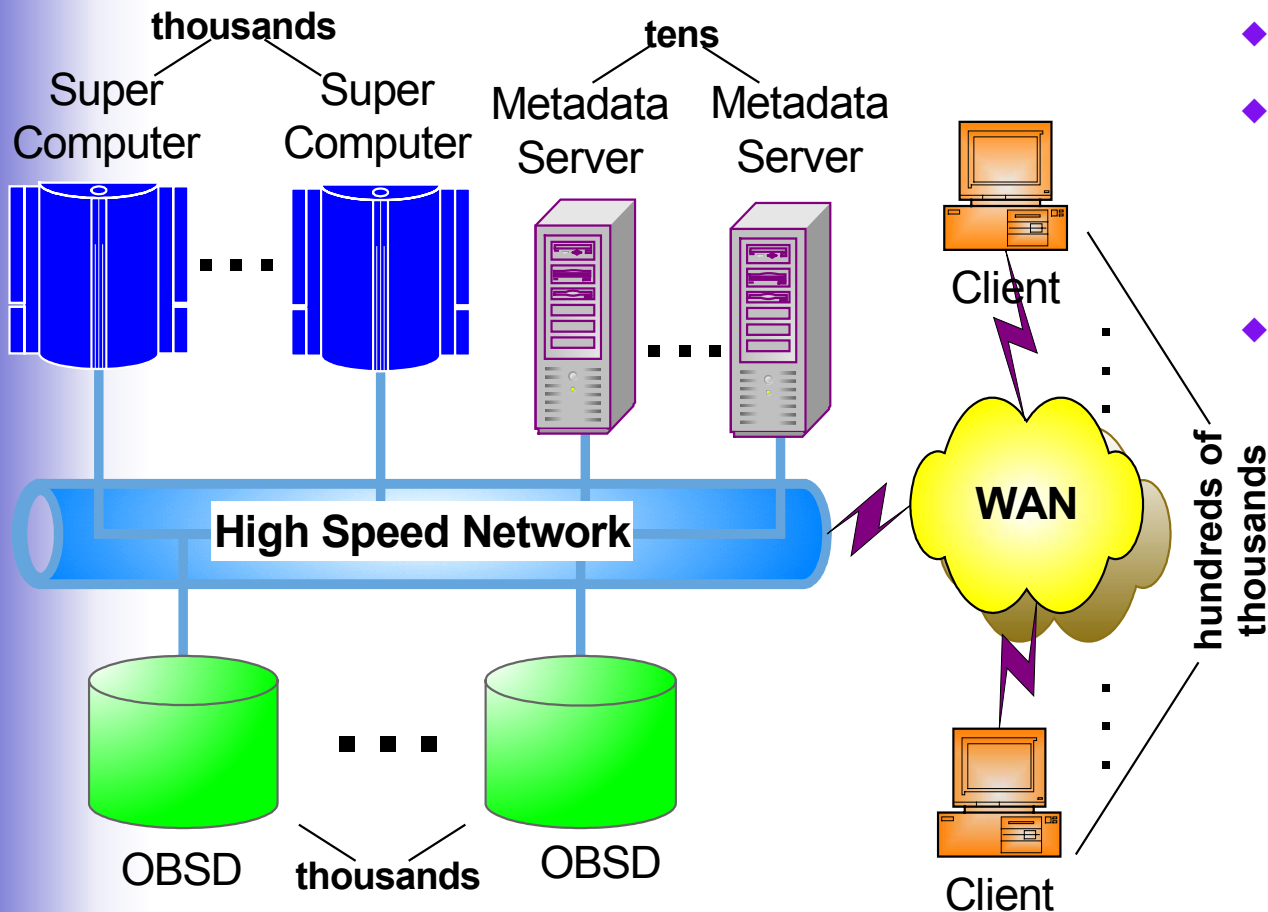 thousands
tens
Super
Computer
Super
Computer
Metadata
Server
Metadata
Server
Client
hundreds of
thousands
WAN
High Speed Network
OBSD
thousands
OBSD
Client